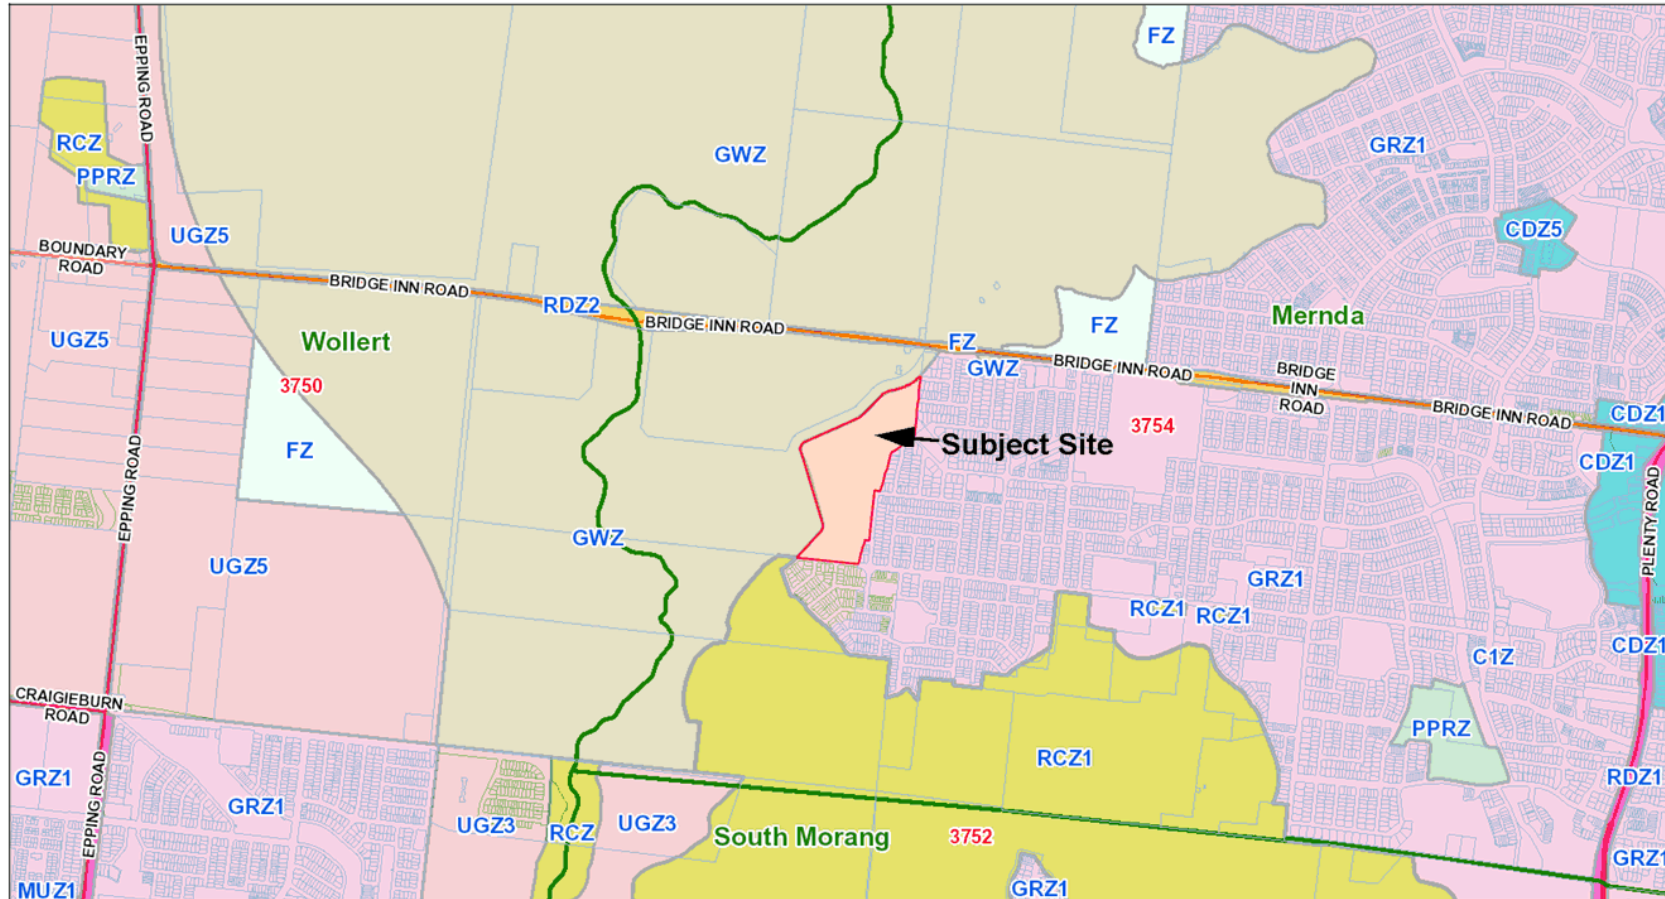 FZ
EPPING ROAD
RCZ
PPRZ
GWZ
GRZ1
UGZ5
CDZ5
BOUNDARY
ROAD
BRIDGE INN ROAD
RDZ2
BRIDGE INN ROAD
Wollert
UGZ5
FZ
GWZ
FZ
Mernda
BRIDGE INN ROAD
BRIDGE
INN
ROAD
BRIDGE INN ROAD
CDZ1
3750
3754
Subject Site
FZ
CDZ1
EPPING ROAD
PLENTY ROAD
GWZ
UGZ5
GRZ1
RCZ1
RCZ1
CDZ1
C1Z
CRAIGIEBURN
ROAD
PPRZ
RCZ1
GRZ1
RDZ1
EPPING ROAD
GRZ1
UGZ3
RCZ
UGZ3
South Morang
3752
GRZ1
GRZ1
MUZ1